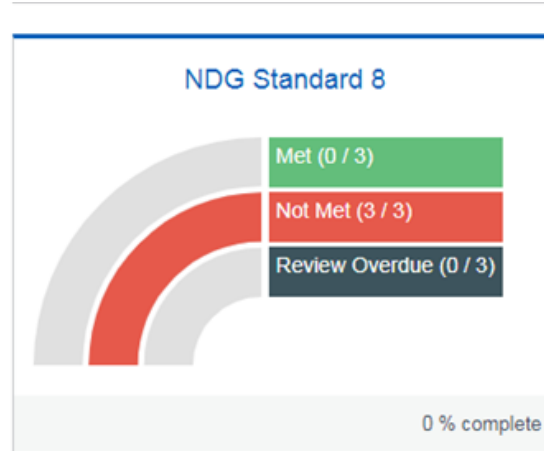 NDG Standard 8
Met (0 / 3)
Not Met (3 / 3)
Review Overdue (0 / 3)
0 % complete